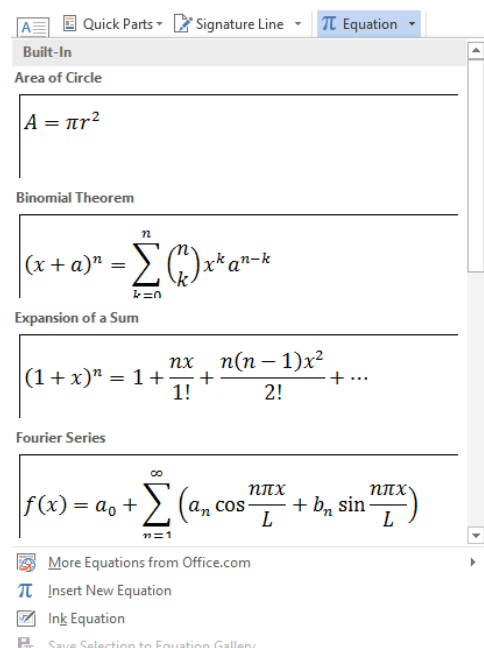 A Quick Parts Signature Line π Equation
Built-In
Area of Circle
A = πr²
Binomial Theorem
(x + a)ⁿ = ∑_{k=0}^{n} (n k) xᵏaⁿ⁻ᵏ
Expansion of a Sum
(1 + x)ⁿ = 1 + nx/1! + n(n − 1)x²/2! + ⋯
Fourier Series
f(x) = a₀ + ∑_{n=1}^{∞} (aₙ cos nπx/L + bₙ sin nπx/L)
More Equations from Office.com
π Insert New Equation
Ink Equation
Save Selection to Equation Gallery